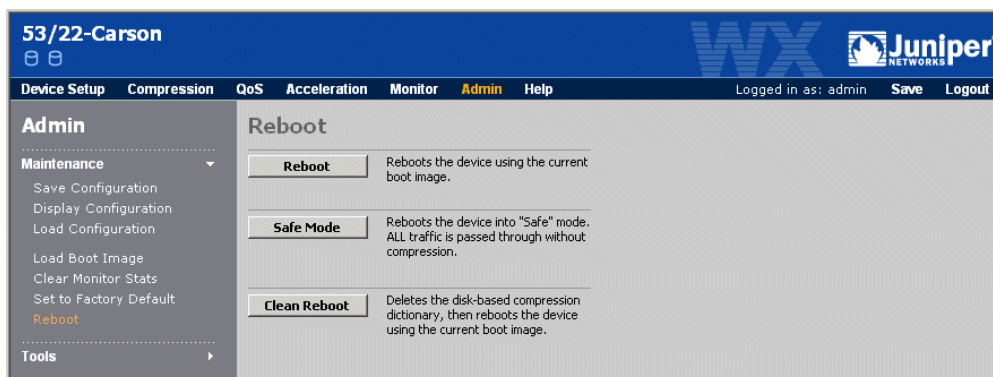 53/22-Carson
WX
Juniper
NETWORKS
Device Setup Compression QoS Acceleration Monitor Admin Help Logged in as: admin Save Logout
Admin
Maintenance
Save Configuration
Display Configuration
Load Configuration
Load Boot Image
Clear Monitor Stats
Set to Factory Default
Reboot
Tools
Reboot
Reboot
Reboots the device using the current
boot image.
Safe Mode
Reboots the device into "Safe" mode.
ALL traffic is passed through without
compression.
Clean Reboot
Deletes the disk-based compression
dictionary, then reboots the device
using the current boot image.